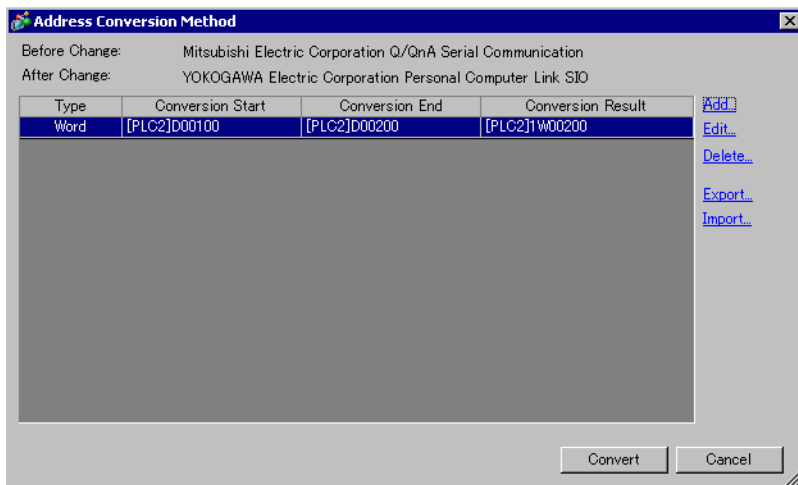 Address Conversion Method
Before Change: Mitsubishi Electric Corporation Q/QnA Serial Communication
After Change: YOKOGAWA Electric Corporation Personal Computer Link SIO
Type Conversion Start Conversion End Conversion Result
Word [PLC2]D00100 [PLC2]D00200 [PLC2]1W00200
Add...
Edit...
Delete...
Export...
Import...
Convert Cancel